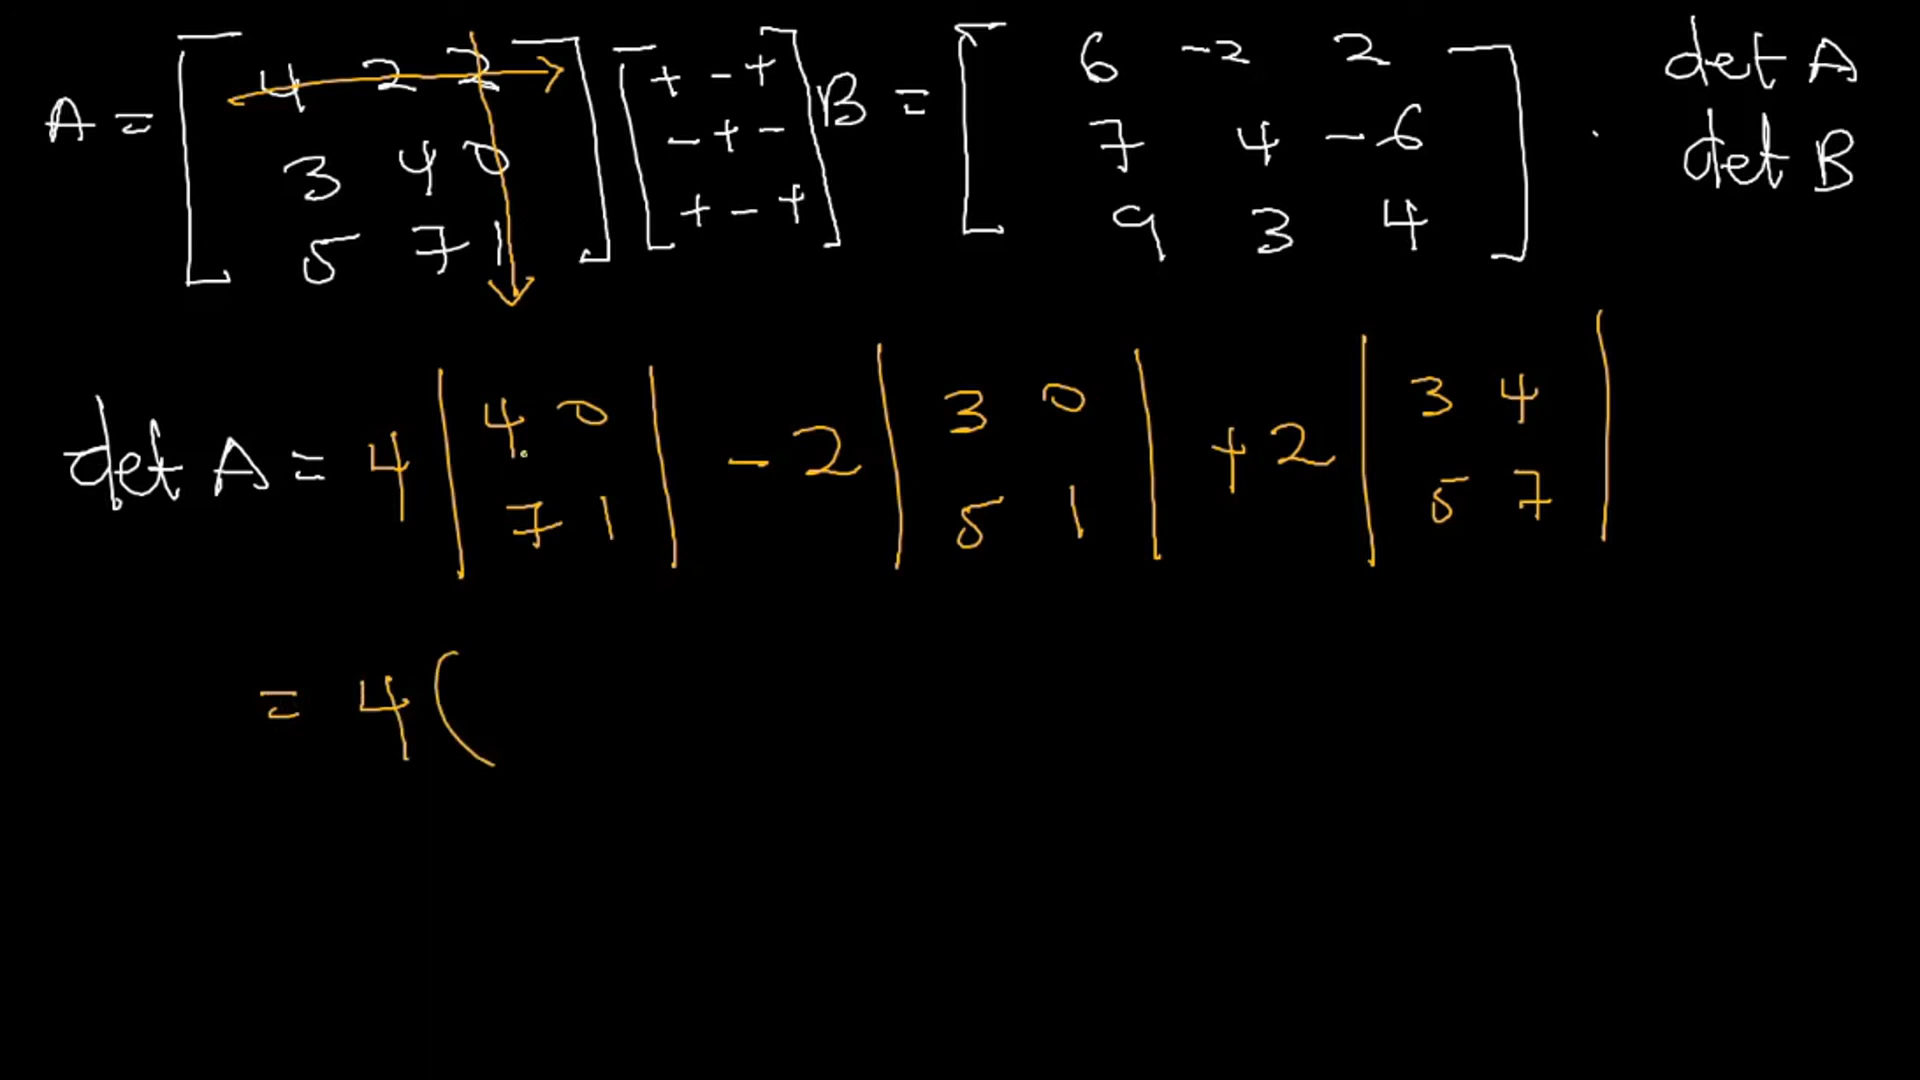 A = [ 4 2 2 ] [ + - + ] B = [ 6 -2 2 ] det A
3 4 0 - + - 7 4 -6 . det B
5 7 1 + - + 9 3 4
det A = 4 | 4 0 | - 2 | 3 0 | + 2 | 3 4 |
7 1 5 1 5 7
= 4 (